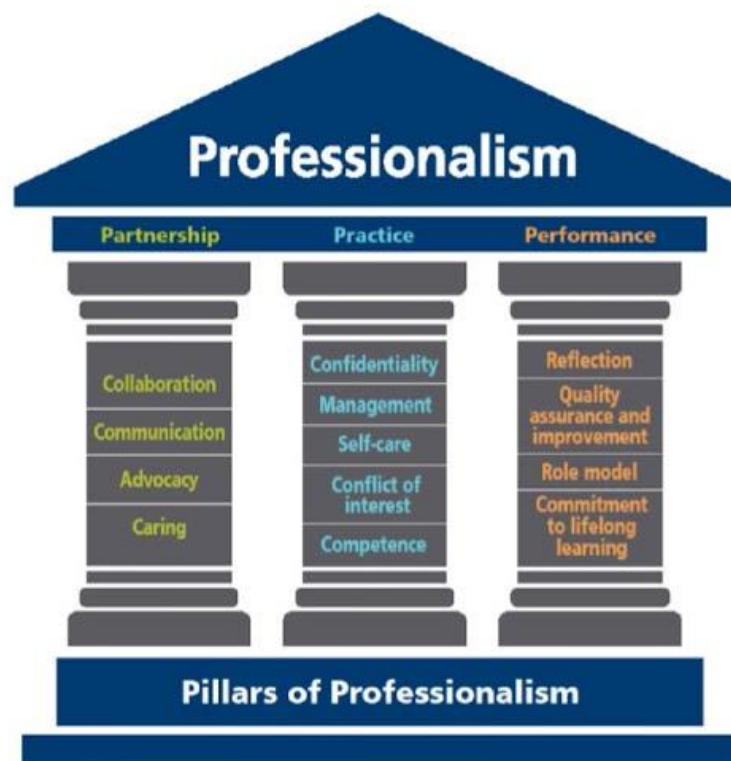 Professionalism
Partnership
Practice
Performance
Collaboration
Communication
Advocacy
Caring
Confidentiality
Management
Self-care
Conflict of
interest
Competence
Reflection
Quality
assurance and
improvement
Role model
Commitment
to lifelong
learning
Pillars of Professionalism